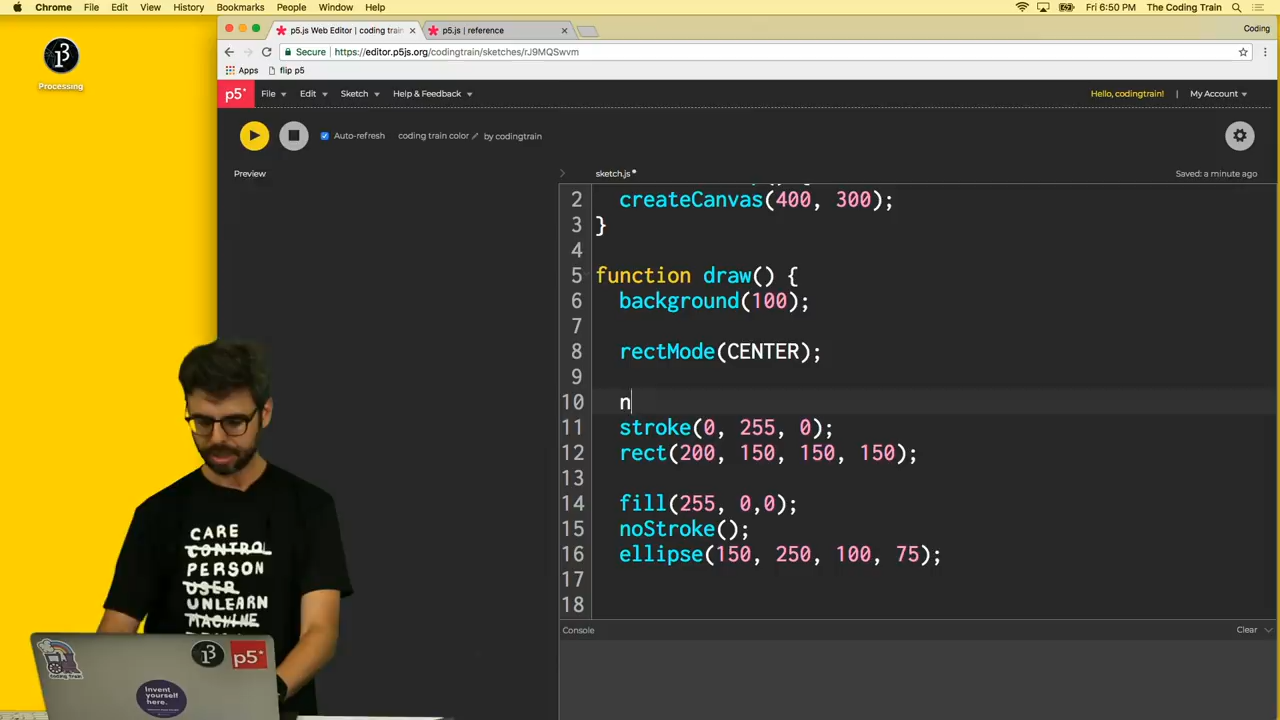 Chrome File Edit View History Bookmarks People Window Help Fri 6:50 PM The Coding Train
p5.js Web Editor | coding train p5.js | reference Coding
Secure https://editor.p5js.org/codingtrain/sketches/rJ9MQSwvm
Apps flip p5
Processing
p5* File Edit Sketch Help & Feedback Hello, codingtrain! | My Account
Auto-refresh coding train color by codingtrain
Preview sketch.js Saved: a minute ago
2 createCanvas(400, 300);
3 }
4
5 function draw() {
6 background(100);
7
8 rectMode(CENTER);
9
10 n
11 stroke(0, 255, 0);
12 rect(200, 150, 150, 150);
13
14 fill(255, 0,0);
15 noStroke();
16 ellipse(150, 250, 100, 75);
17
18
Console Clear
CARE
CONTROL
PERSON
USER
UNLEARN
MACHINE
p5*
Coding Train
Invent
yourself
here.